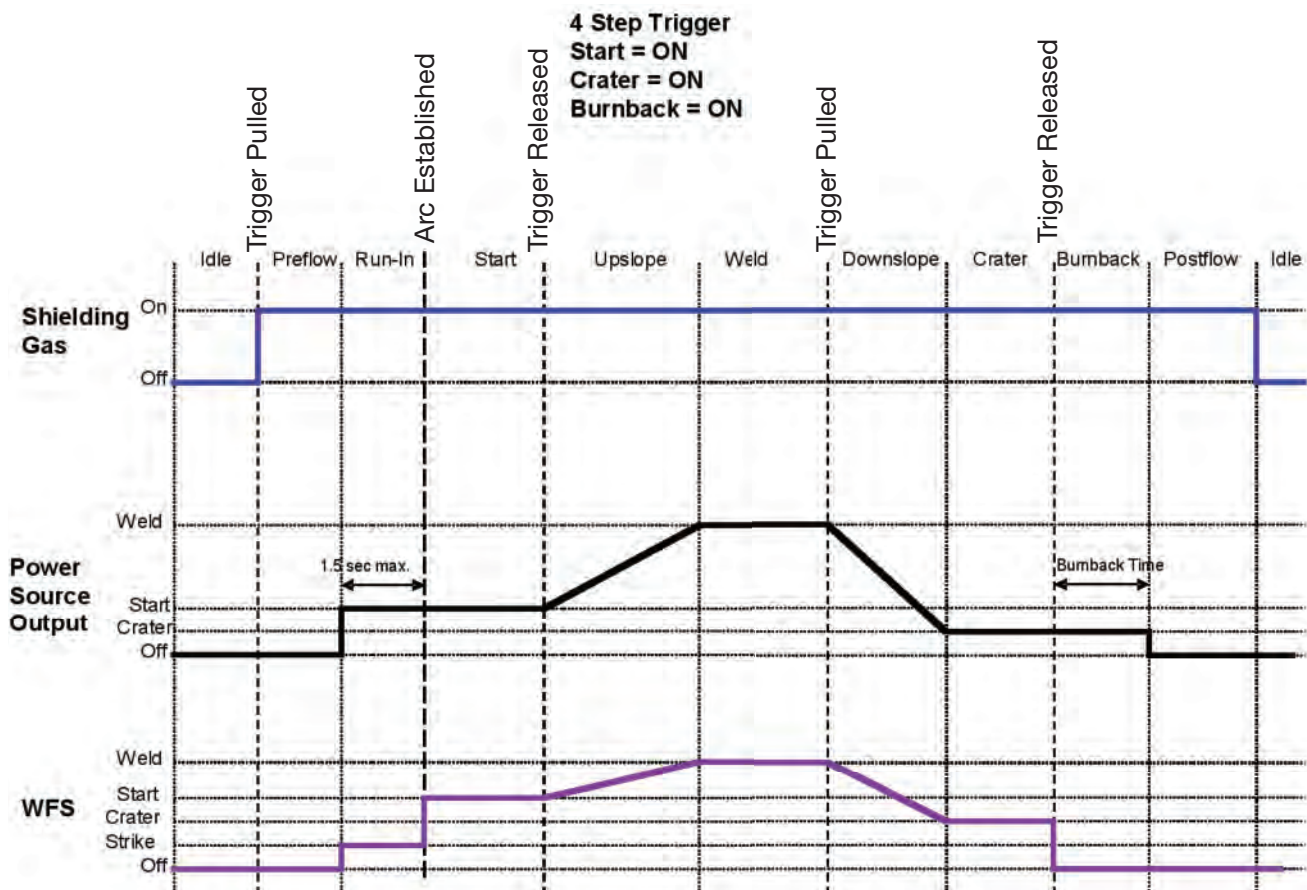 4 Step Trigger
Start = ON
Crater = ON
Burnback = ON
Trigger Pulled
Arc Established
Trigger Released
Trigger Pulled
Trigger Released
Idle Preflow Run-In Start Upslope Weld Downslope Crater Burnback Postflow Idle
Shielding
Gas
On
Off
Power
Source
Output
Weld
1.5 sec max.
Burnback Time
Start
Crater
Off
WFS
Weld
Start
Crater
Strike
Off